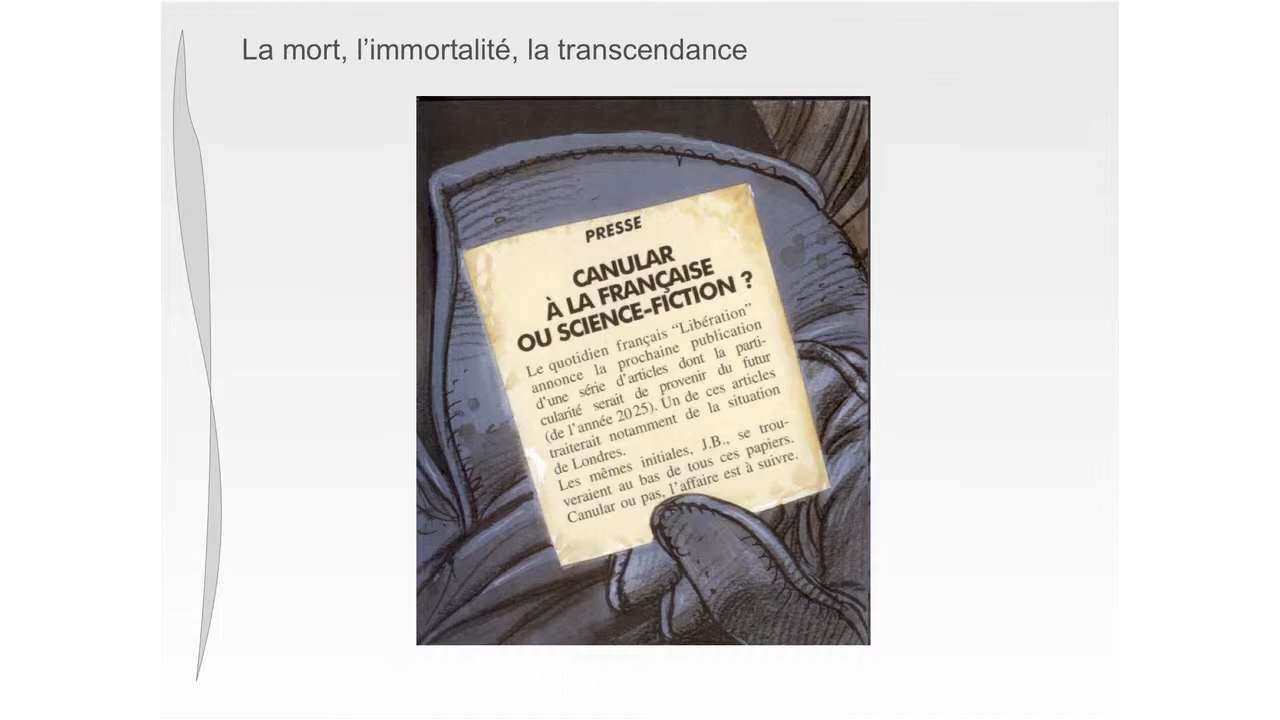 La mort, l’immortalité, la transcendance
PRESSE
CANULAR
À LA FRANÇAISE
OU SCIENCE-FICTION ?
Le quotidien français “Libération”
annonce la prochaine publication
d’une série d’articles dont la parti-
cularité serait de provenir du futur
(de l’année 2025). Un de ces articles
traiterait notamment de la situation
de Londres.
Les mêmes initiales, J.B., se trou-
veraient au bas de tous ces papiers.
Canular ou pas, l’affaire est à suivre.